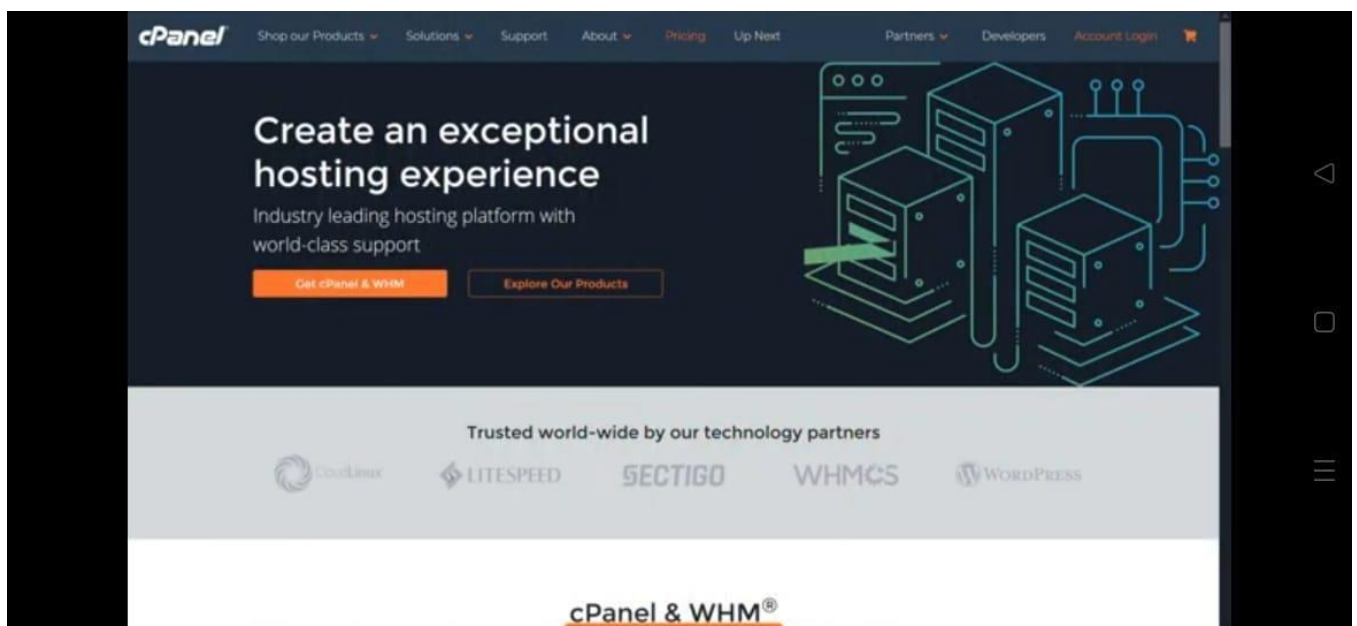 cPanel
Shop our Products Solutions Support About Pricing Up Next Partners Developers Account Login
Create an exceptional
hosting experience
Industry leading hosting platform with
world-class support
Get cPanel & WHM Explore Our Products
Trusted world-wide by our technology partners
CloudLinux LITESPEED SECTIGO WHMCS WORDPRESS
cPanel & WHM®